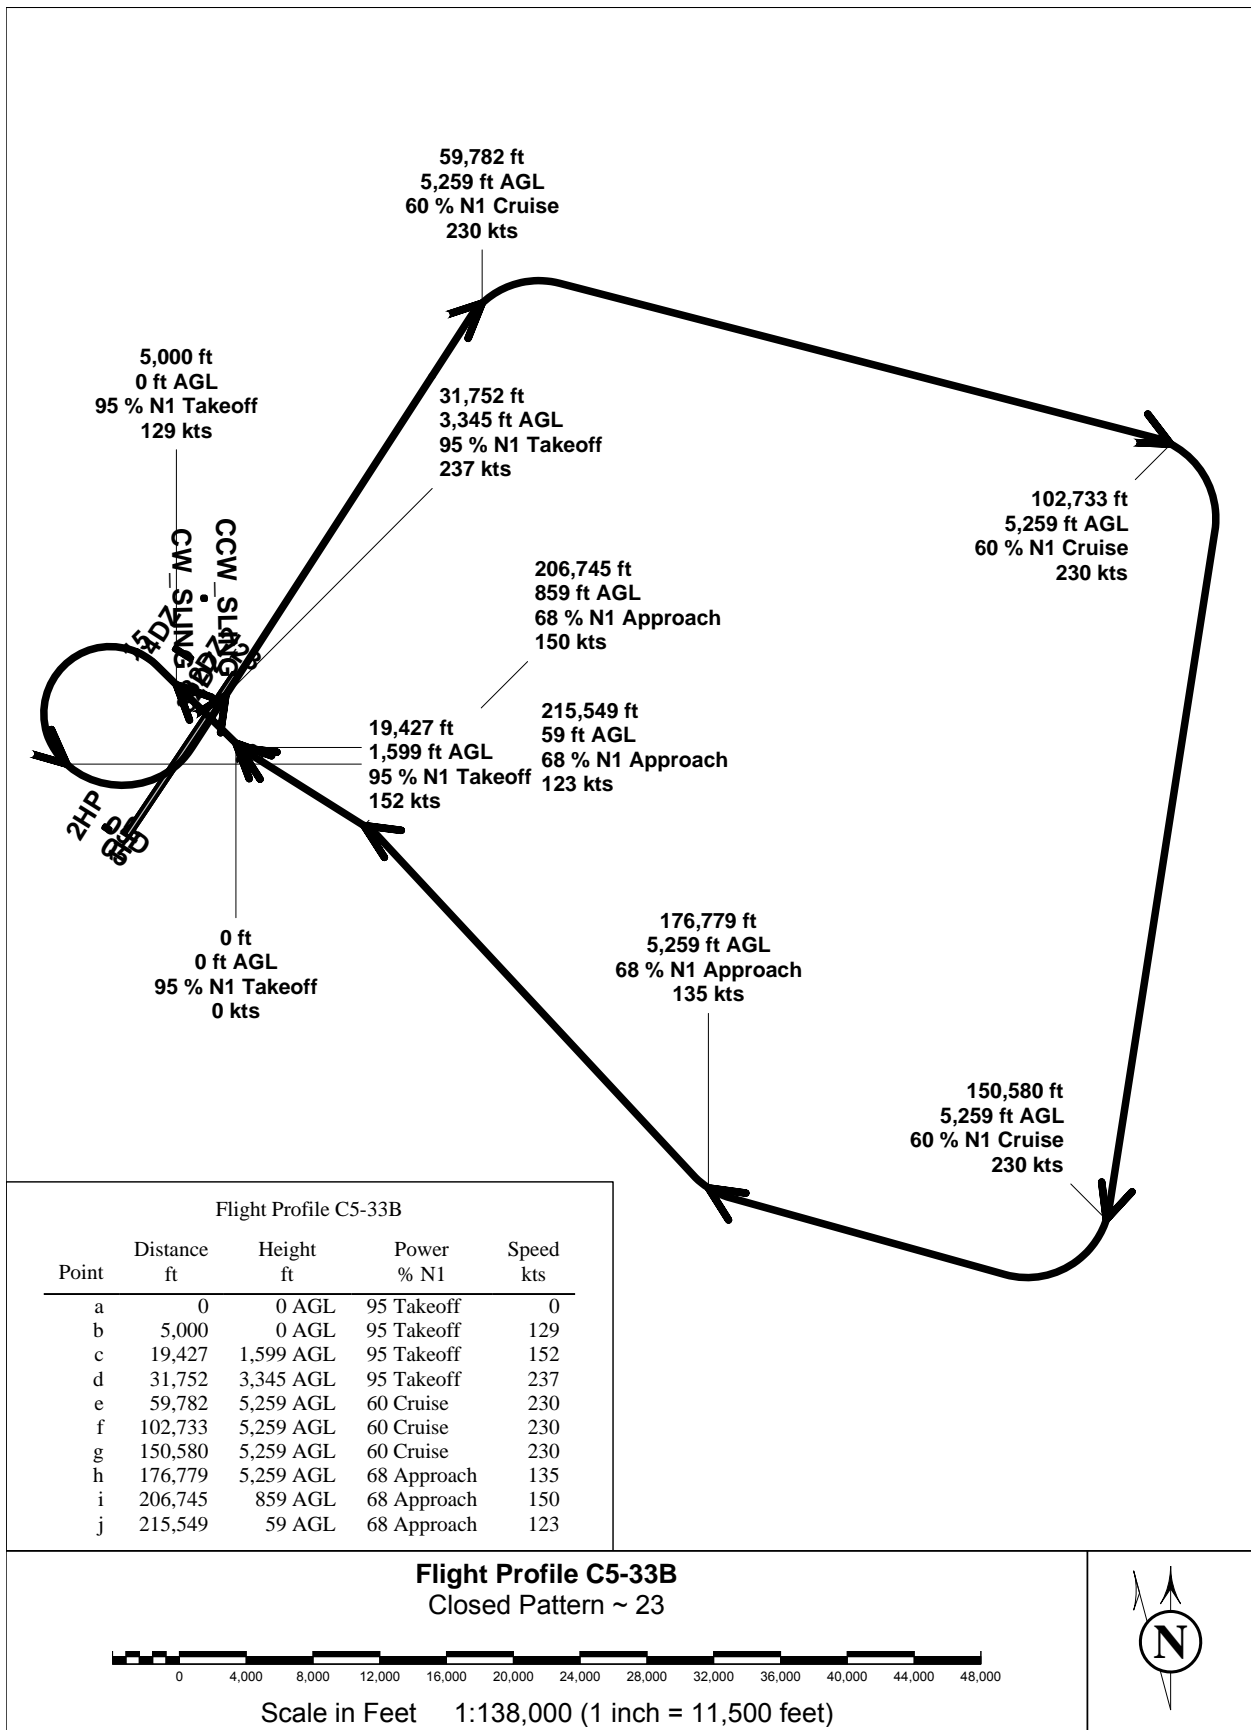 59,782 ft
5,259 ft AGL
60 % N1 Cruise
230 kts
5,000 ft
0 ft AGL
95 % N1 Takeoff
129 kts
31,752 ft
3,345 ft AGL
95 % N1 Takeoff
237 kts
102,733 ft
5,259 ft AGL
60 % N1 Cruise
230 kts
CW_SLING
CCW_SLING
206,745 ft
859 ft AGL
68 % N1 Approach
150 kts
15
14DZ
215,549 ft
59 ft AGL
68 % N1 Approach
123 kts
19,427 ft
1,599 ft AGL
95 % N1 Takeoff
152 kts
2HP
0 ft
0 ft AGL
95 % N1 Takeoff
0 kts
176,779 ft
5,259 ft AGL
68 % N1 Approach
135 kts
150,580 ft
5,259 ft AGL
60 % N1 Cruise
230 kts
Flight Profile C5-33B
Point Distance ft Height ft Power % N1 Speed kts
a 0 0 AGL 95 Takeoff 0
b 5,000 0 AGL 95 Takeoff 129
c 19,427 1,599 AGL 95 Takeoff 152
d 31,752 3,345 AGL 95 Takeoff 237
e 59,782 5,259 AGL 60 Cruise 230
f 102,733 5,259 AGL 60 Cruise 230
g 150,580 5,259 AGL 60 Cruise 230
h 176,779 5,259 AGL 68 Approach 135
i 206,745 859 AGL 68 Approach 150
j 215,549 59 AGL 68 Approach 123
Flight Profile C5-33B
Closed Pattern ~ 23
0 4,000 8,000 12,000 16,000 20,000 24,000 28,000 32,000 36,000 40,000 44,000 48,000
Scale in Feet 1:138,000 (1 inch = 11,500 feet)
N